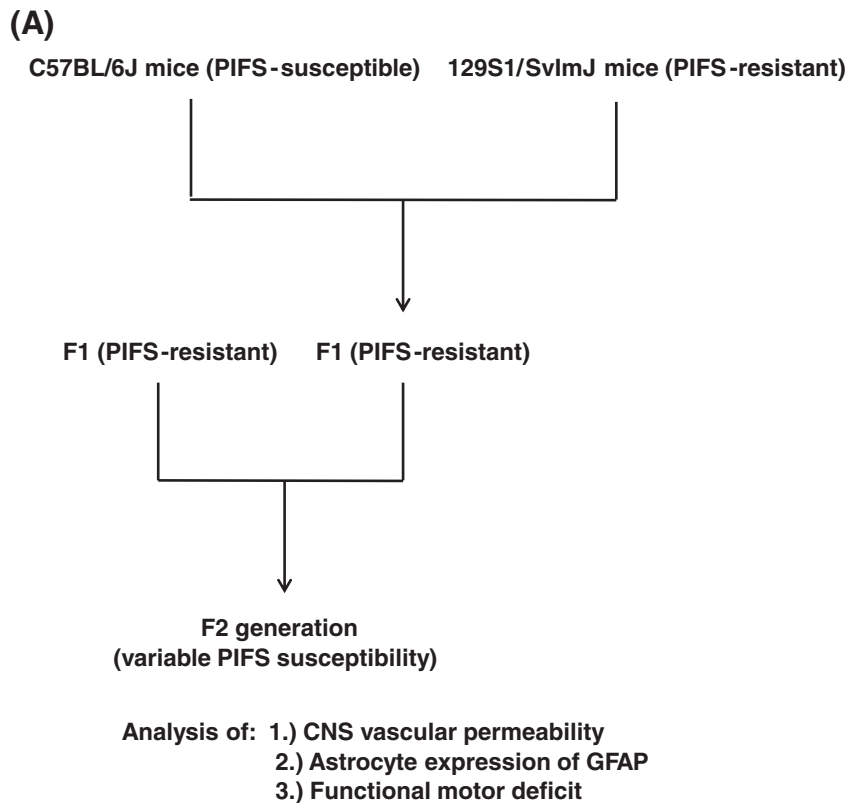 (A)
C57BL/6J mice (PIFS-susceptible) 129S1/SvImJ mice (PIFS-resistant)
F1 (PIFS-resistant) F1 (PIFS-resistant)
F2 generation
(variable PIFS susceptibility)
Analysis of: 1.) CNS vascular permeability
2.) Astrocyte expression of GFAP
3.) Functional motor deficit